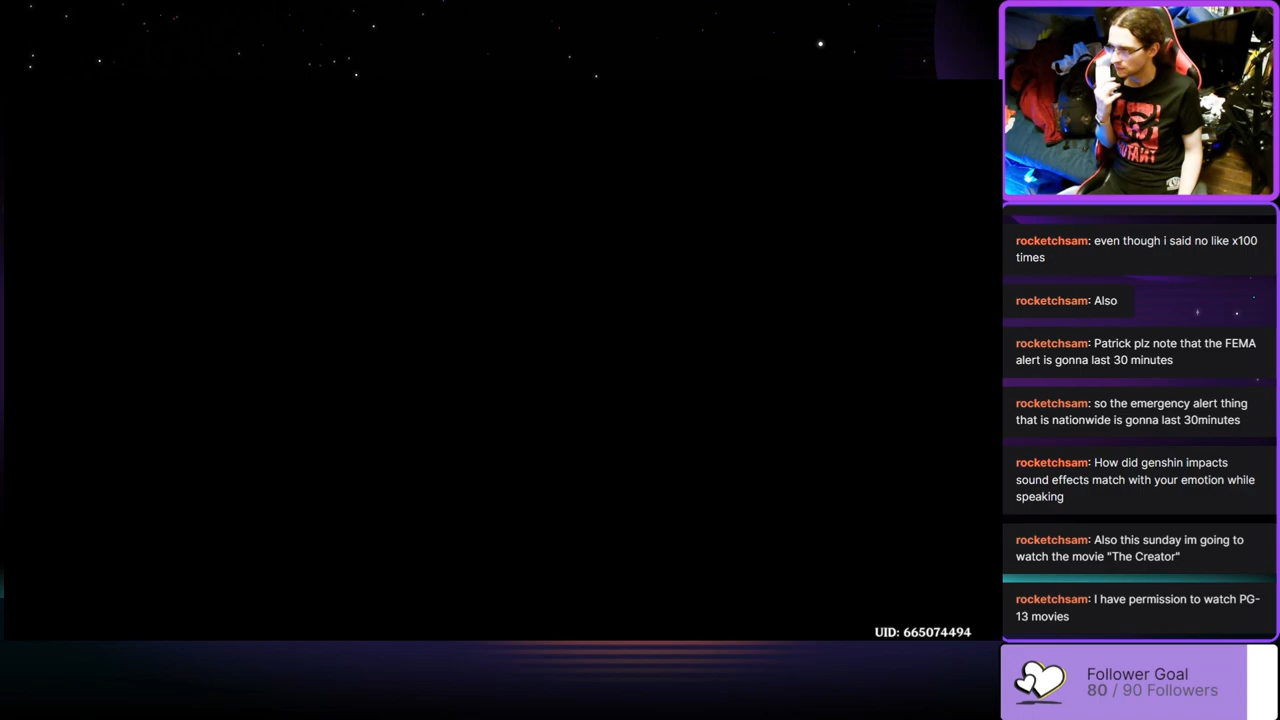 MUTANT
rocketchsam: even though i said no like x100
times
rocketchsam: Also
rocketchsam: Patrick plz note that the FEMA
alert is gonna last 30 minutes
rocketchsam: so the emergency alert thing
that is nationwide is gonna last 30minutes
rocketchsam: How did genshin impacts
sound effects match with your emotion while
speaking
rocketchsam: Also this sunday im going to
watch the movie "The Creator"
rocketchsam: I have permission to watch PG-
13 movies
UID: 665074494
Follower Goal
80 / 90 Followers